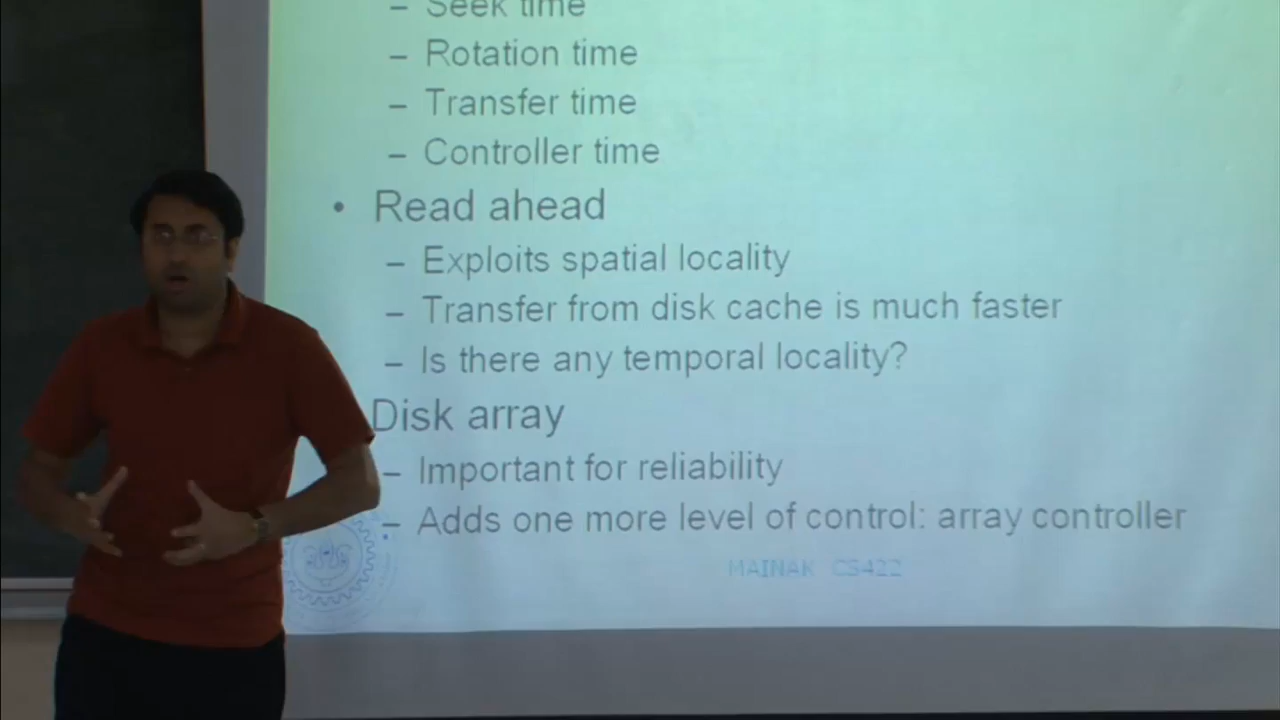 – Seek time
– Rotation time
– Transfer time
– Controller time
• Read ahead
– Exploits spatial locality
– Transfer from disk cache is much faster
– Is there any temporal locality?
Disk array
– Important for reliability
– Adds one more level of control: array controller
MAINAK CS422